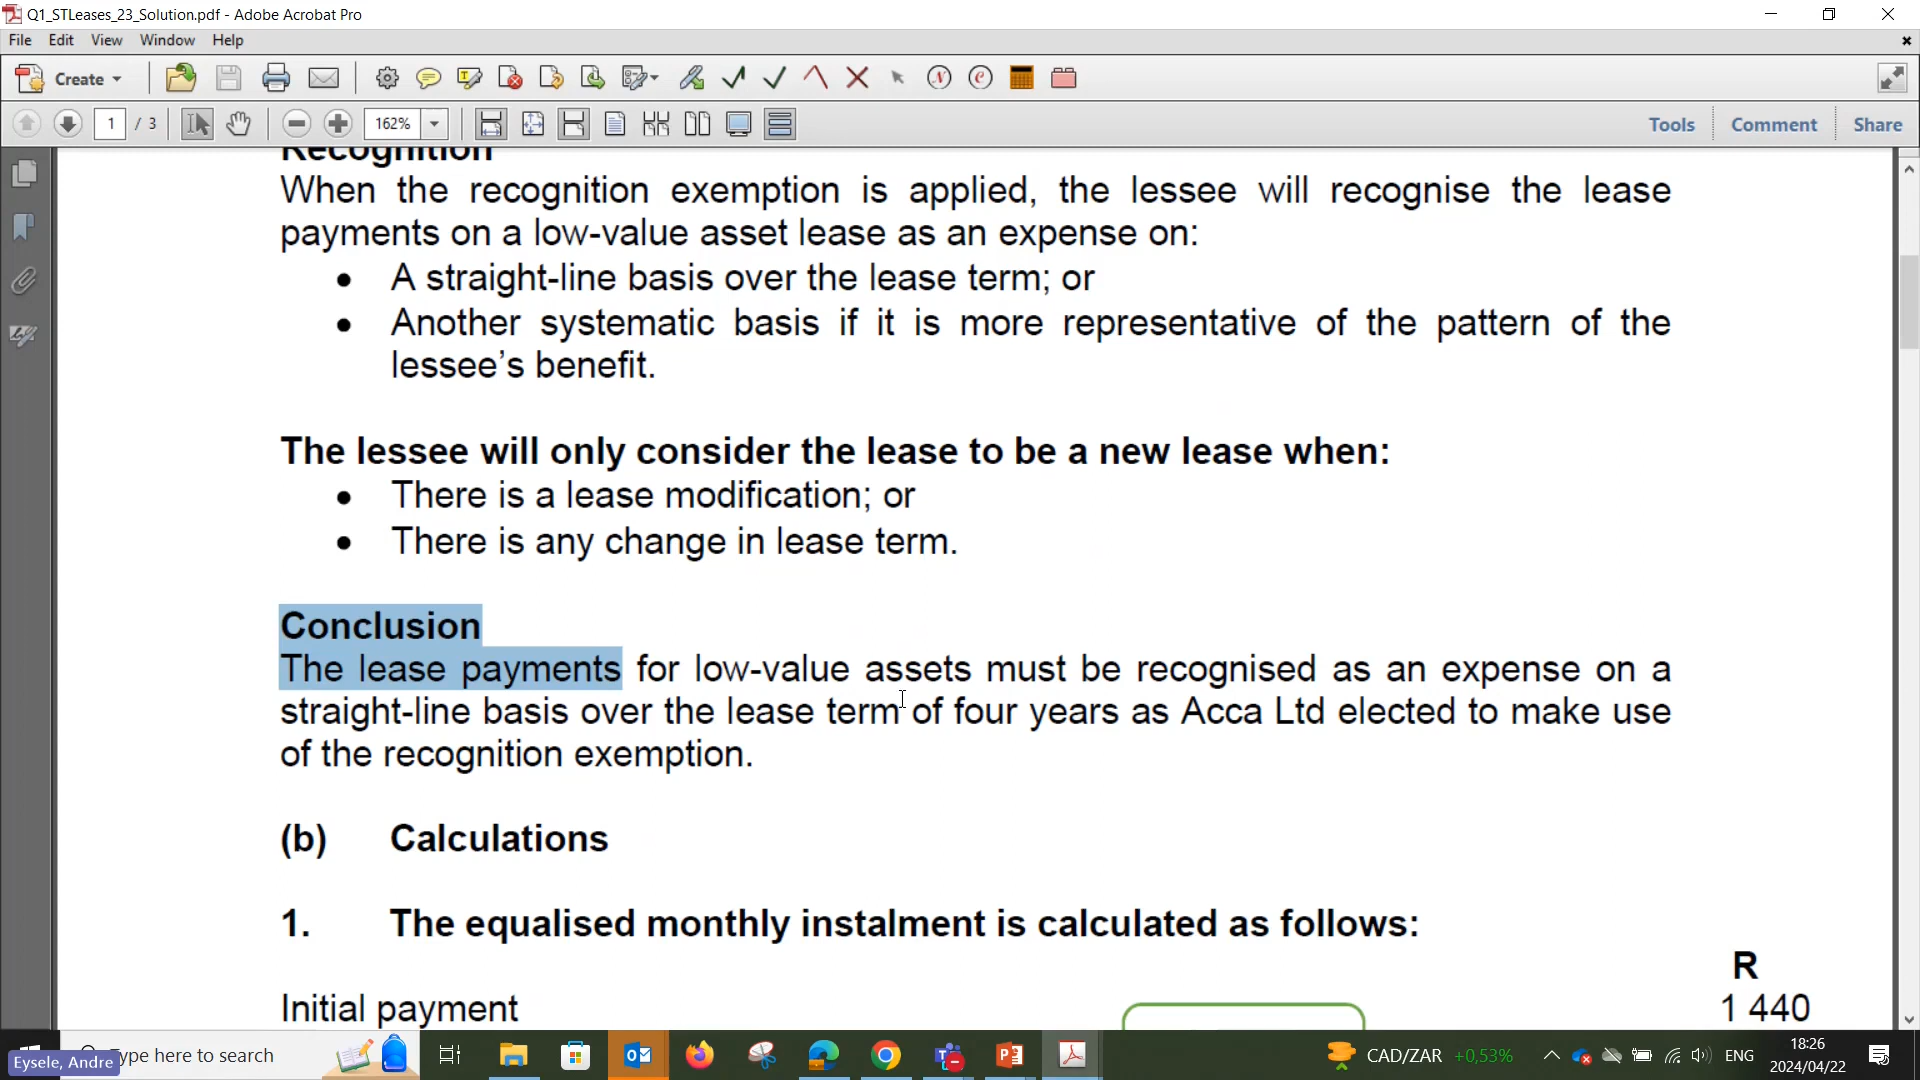 Q1_STLeases_23_Solution.pdf - Adobe Acrobat Pro
File Edit View Window Help
Create
1 / 3 162% Tools Comment Share
Recognition
When the recognition exemption is applied, the lessee will recognise the lease
payments on a low-value asset lease as an expense on:
• A straight-line basis over the lease term; or
• Another systematic basis if it is more representative of the pattern of the
lessee’s benefit.
The lessee will only consider the lease to be a new lease when:
• There is a lease modification; or
• There is any change in lease term.
Conclusion
The lease payments for low-value assets must be recognised as an expense on a
straight-line basis over the lease term of four years as Acca Ltd elected to make use
of the recognition exemption.
(b) Calculations
1. The equalised monthly instalment is calculated as follows:
R
Initial payment 1 440
Eysele, Andre
Type here to search
CAD/ZAR +0,53%
ENG
18:26
2024/04/22